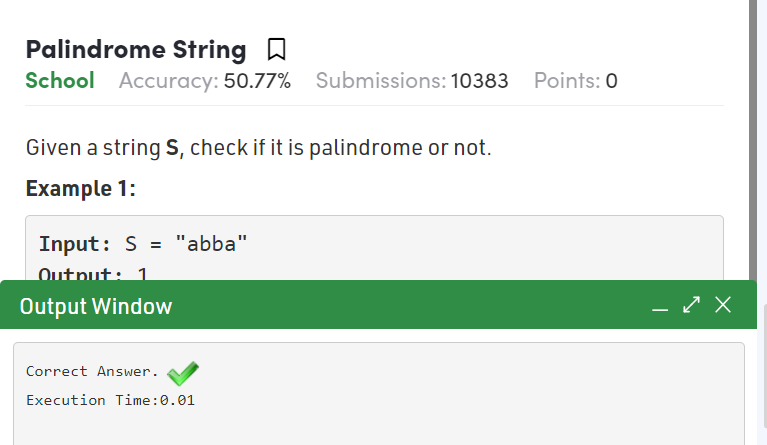 Palindrome String
School Accuracy: 50.77% Submissions: 10383 Points: 0
Given a string S, check if it is palindrome or not.
Example 1:
Input: S = "abba"
Output: 1
Output Window
Correct Answer.
Execution Time:0.01